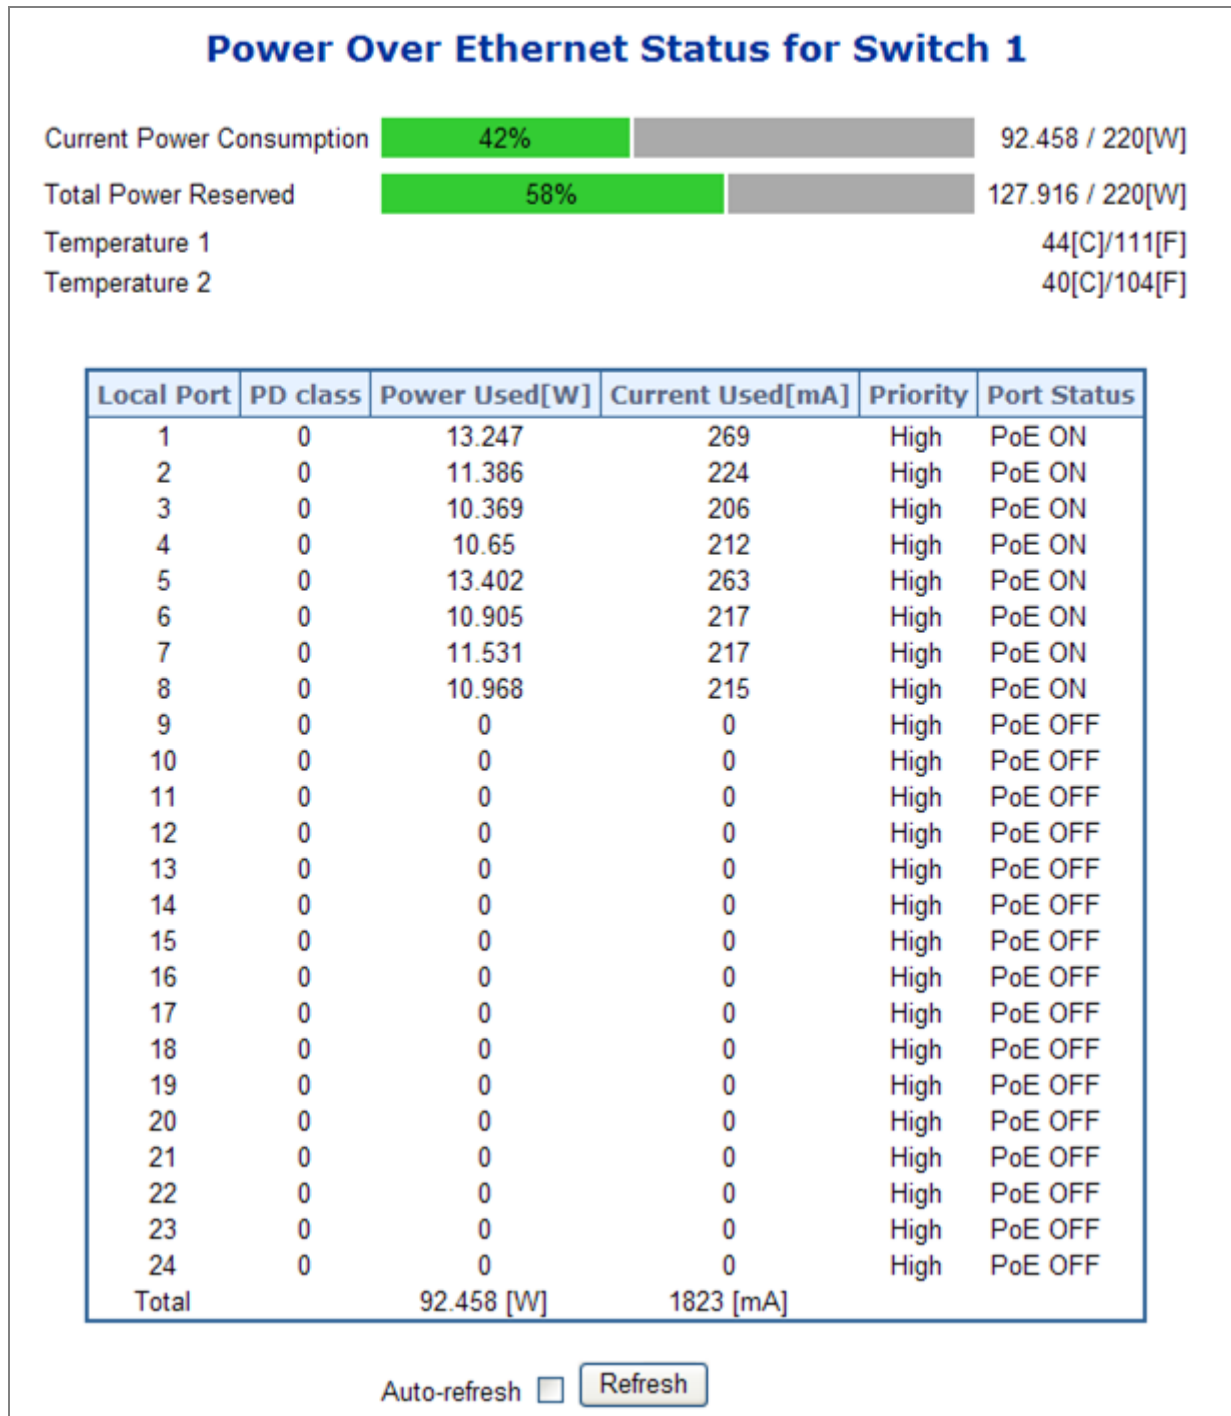 Power Over Ethernet Status for Switch 1
Current Power Consumption 42% 92.458 / 220[W]
Total Power Reserved 58% 127.916 / 220[W]
Temperature 1 44[C]/111[F]
Temperature 2 40[C]/104[F]
Local Port PD class Power Used[W] Current Used[mA] Priority Port Status
1 0 13.247 269 High PoE ON
2 0 11.386 224 High PoE ON
3 0 10.369 206 High PoE ON
4 0 10.65 212 High PoE ON
5 0 13.402 263 High PoE ON
6 0 10.905 217 High PoE ON
7 0 11.531 217 High PoE ON
8 0 10.968 215 High PoE ON
9 0 0 0 High PoE OFF
10 0 0 0 High PoE OFF
11 0 0 0 High PoE OFF
12 0 0 0 High PoE OFF
13 0 0 0 High PoE OFF
14 0 0 0 High PoE OFF
15 0 0 0 High PoE OFF
16 0 0 0 High PoE OFF
17 0 0 0 High PoE OFF
18 0 0 0 High PoE OFF
19 0 0 0 High PoE OFF
20 0 0 0 High PoE OFF
21 0 0 0 High PoE OFF
22 0 0 0 High PoE OFF
23 0 0 0 High PoE OFF
24 0 0 0 High PoE OFF
Total 92.458 [W] 1823 [mA]
Auto-refresh Refresh